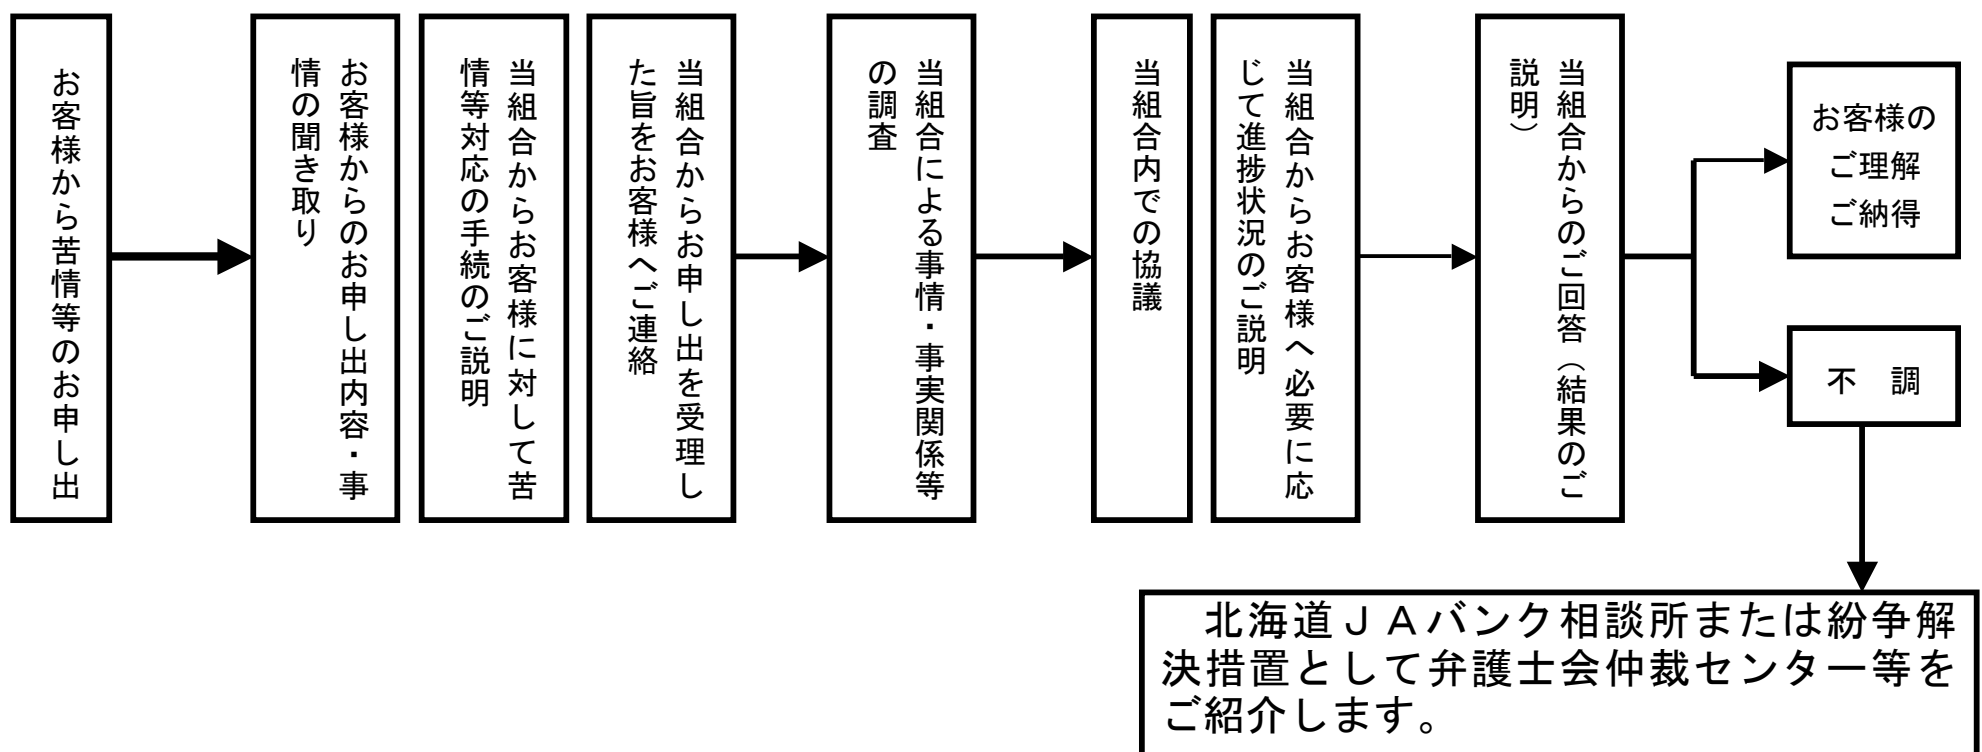 お客様から苦情等のお申し出
お客様からのお申し出内容・事
情の聞き取り
当組合からお客様に対して苦
情等対応の手続のご説明
当組合からお申し出を受理し
た旨をお客様へご連絡
当組合による事情・事実関係等
の調査
当組合内での協議
当組合からお客様へ必要に応
じて進捗状況のご説明
当組合からのご回答（結果のご
説明）
お客様の
ご理解
ご納得
不　調
　北海道ＪＡバンク相談所または紛争解
決措置として弁護士会仲裁センター等を
ご紹介します。